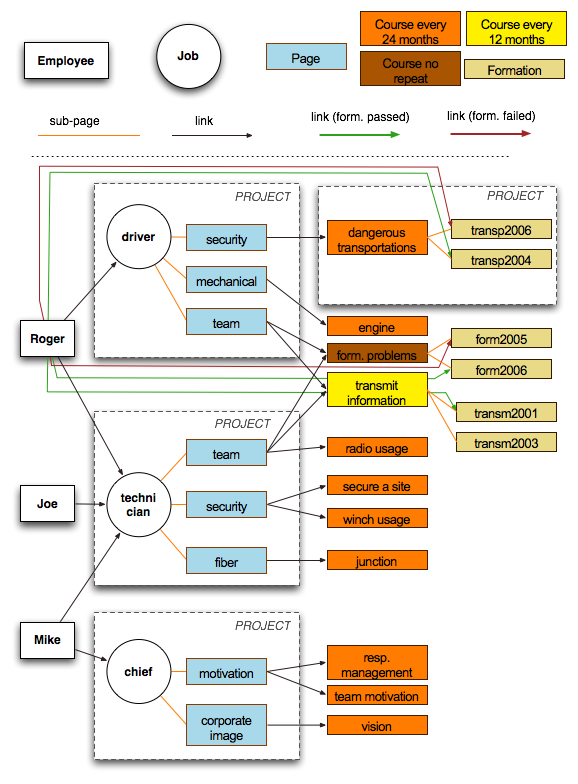 Employee
Job
Page
Course every
24 months
Course every
12 months
Course no
repeat
Formation
sub-page
link
link (form. passed)
link (form. failed)
PROJECT
PROJECT
driver
security
mechanical
team
dangerous
transportations
transp2006
transp2004
Roger
engine
form. problems
transmit
information
form2005
form2006
transm2001
transm2003
PROJECT
team
security
fiber
techni
cian
radio usage
secure a site
winch usage
junction
Joe
Mike
PROJECT
chief
motivation
corporate
image
resp.
management
team motivation
vision